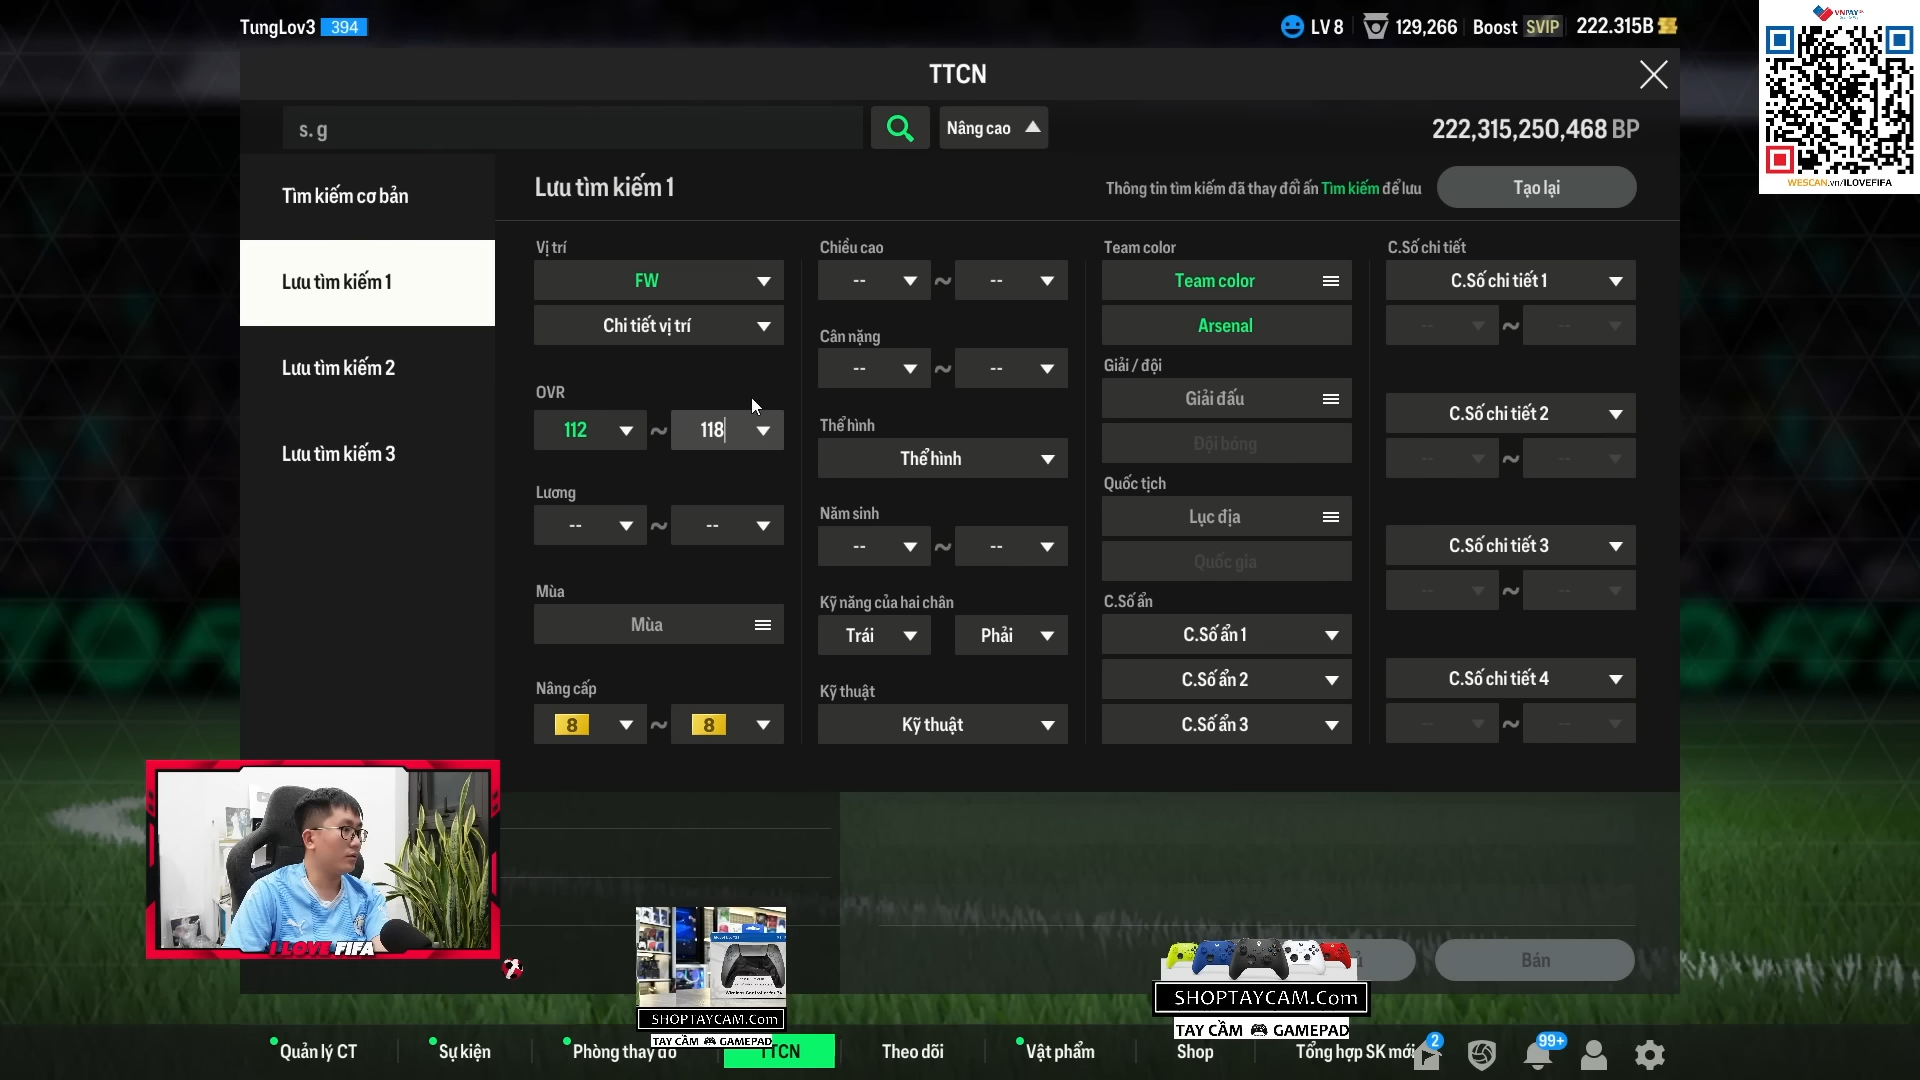 TungLov3 394
LV 8 129,266 Boost SVIP 222.315B
VNPAY
WESCAN.vn/ILOVEFIFA
TTCN
s. g
Nâng cao
222,315,250,468 BP
Tìm kiếm cơ bản
Lưu tìm kiếm 1
Lưu tìm kiếm 2
Lưu tìm kiếm 3
Lưu tìm kiếm 1
Thông tin tìm kiếm đã thay đổi ấn Tìm kiếm để lưu
Tạo lại
Vị trí
FW
Chi tiết vị trí
OVR
112 ~ 118
Lương
-- ~ --
Mùa
Mùa
Nâng cấp
8 ~ 8
Chiều cao
-- ~ --
Cân nặng
-- ~ --
Thể hình
Thể hình
Năm sinh
-- ~ --
Kỹ năng của hai chân
Trái Phải
Kỹ thuật
Kỹ thuật
Team color
Team color
Arsenal
Giải / đội
Giải đấu
Đội bóng
Quốc tịch
Lục địa
Quốc gia
C.Số ẩn
C.Số ẩn 1
C.Số ẩn 2
C.Số ẩn 3
C.Số chi tiết
C.Số chi tiết 1
-- ~ --
C.Số chi tiết 2
-- ~ --
C.Số chi tiết 3
-- ~ --
C.Số chi tiết 4
-- ~ --
Bán
I LOVE FIFA
SHOPTAYCAM.Com
TAY CẦM GAMEPAD
SHOPTAYCAM.Com
TAY CẦM GAMEPAD
Quản lý CT
Sự kiện
Phòng thay đồ
TTCN
Theo dõi
Vật phẩm
Shop
Tổng hợp SK mới
2
99+